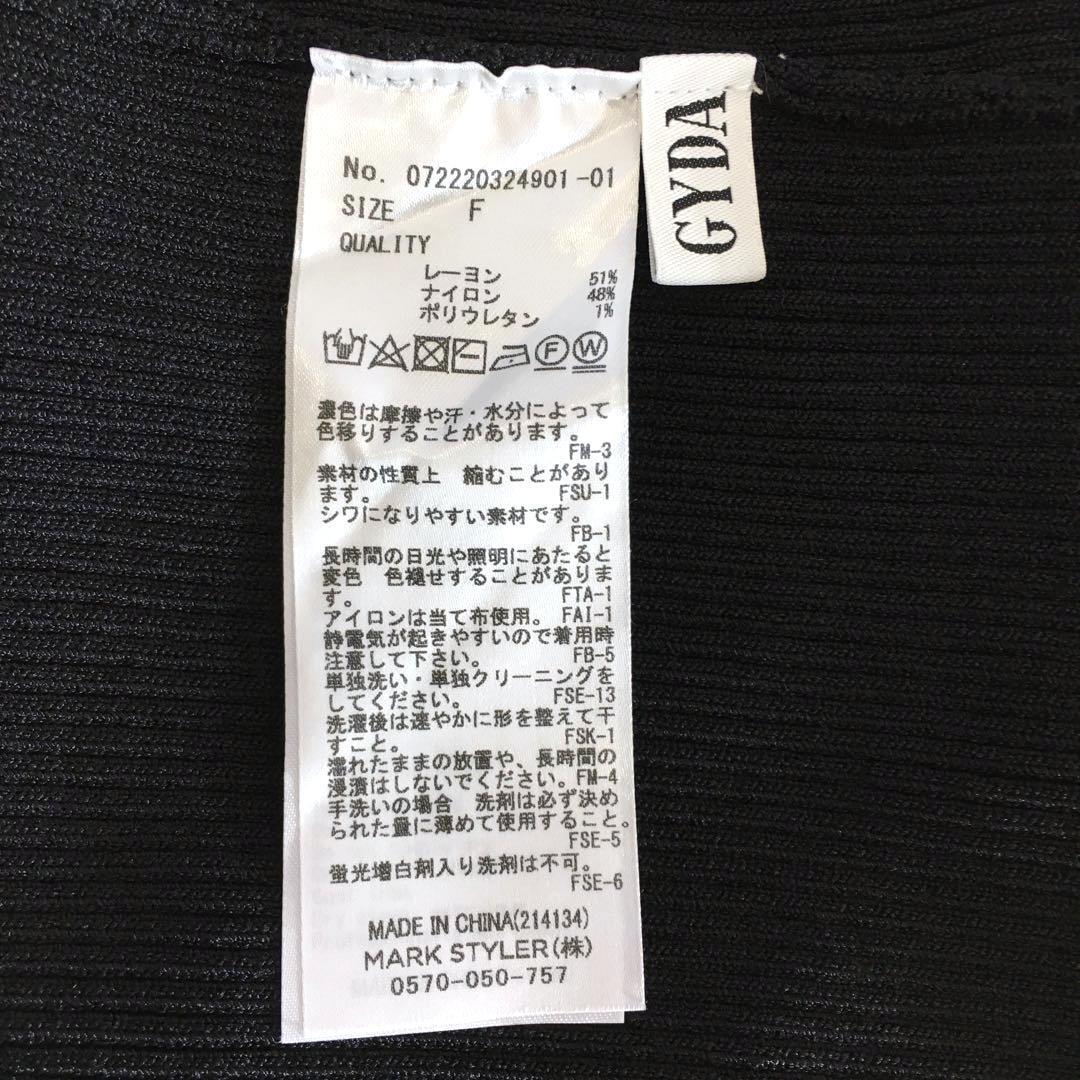 GYDA
No. 072220324901-01
SIZE F
QUALITY
レーヨン 51%
ナイロン 48%
ポリウレタン 1%
F W
濃色は摩擦や汗・水分によって
色移りすることがあります。
FM-3
素材の性質上 縮むことがあり
ます。 FSU-1
シワになりやすい素材です。
FB-1
長時間の日光や照明にあたると
変色 色褪せすることがありま
す。 FTA-1
アイロンは当て布使用。 FAI-1
静電気が起きやすいので着用時
注意して下さい。 FB-5
単独洗い・単独クリーニングを
してください。 FSE-13
洗濯後は速やかに形を整えて干
すこと。 FSK-1
濡れたままの放置や、長時間の
浸漬はしないでください。FM-4
手洗いの場合 洗剤は必ず決め
られた量に薄めて使用すること。
FSE-5
蛍光増白剤入り洗剤は不可。
FSE-6
MADE IN CHINA(214134)
MARK STYLER(株)
0570-050-757